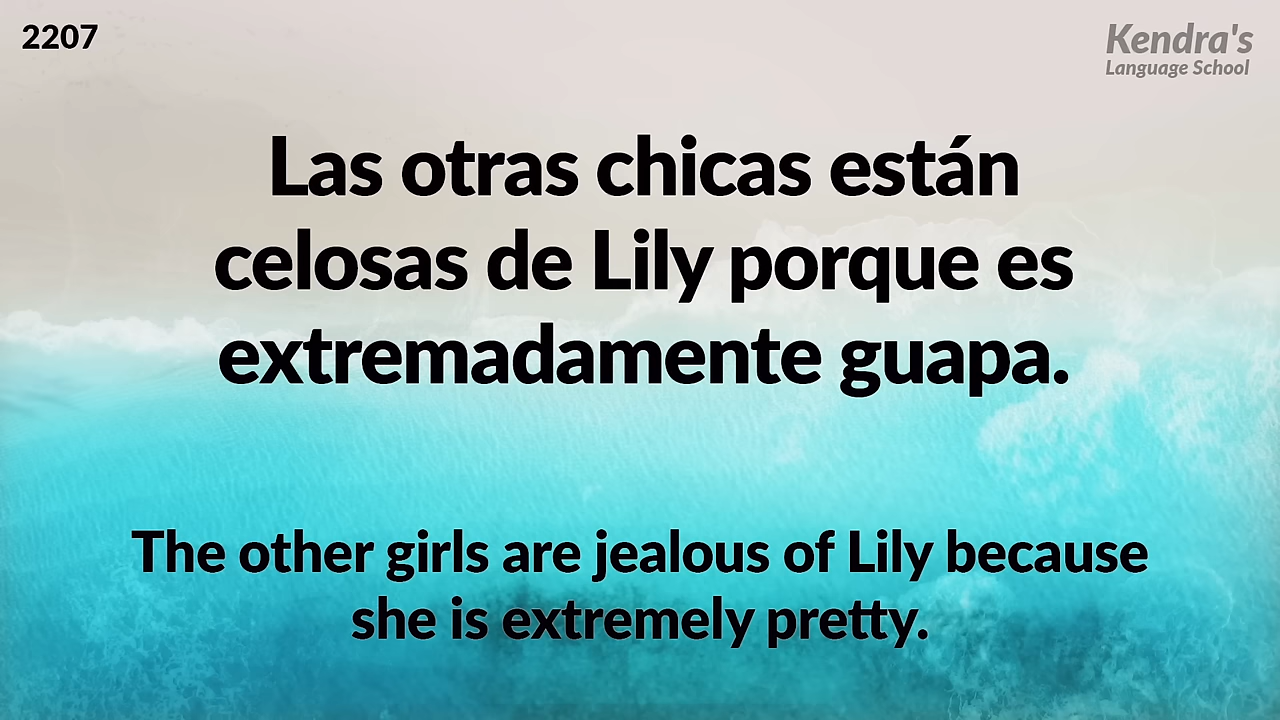 2207
Kendra's
Language School
Las otras chicas están
celosas de Lily porque es
extremadamente guapa.
The other girls are jealous of Lily because
she is extremely pretty.